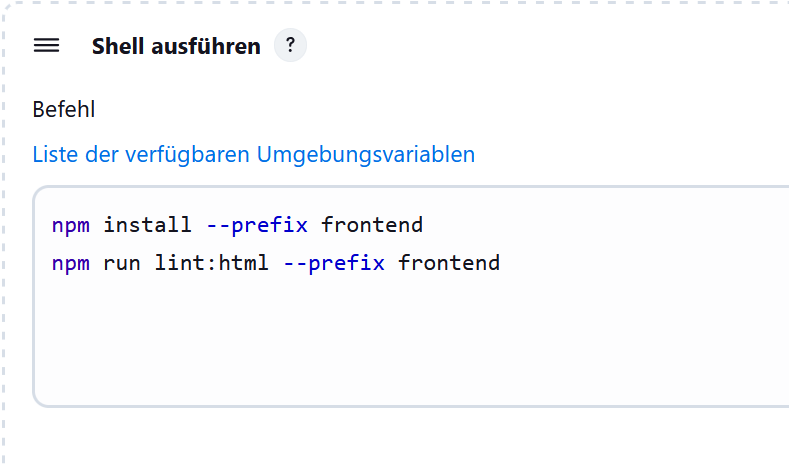 Shell ausführen ?
Befehl
Liste der verfügbaren Umgebungsvariablen
npm install --prefix frontend
npm run lint:html --prefix frontend